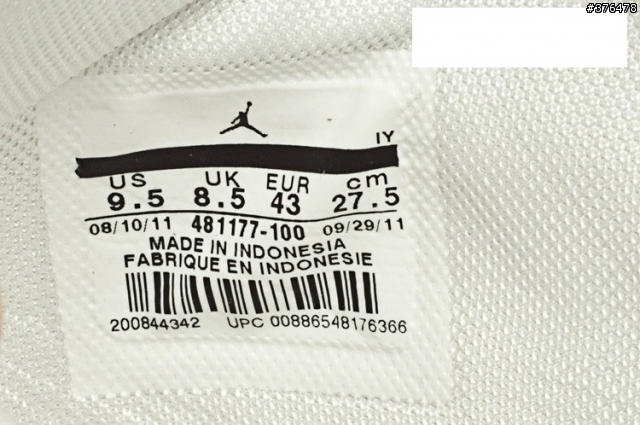 #376478
IY
US UK EUR cm
9.5 8.5 43 27.5
08/10/11 481177-100 09/29/11
MADE IN INDONESIA
FABRIQUE EN INDONESIE
200844342 UPC 00886548176366